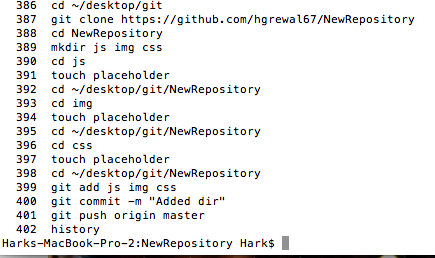 386 cd ~/desktop/git
387 git clone https://github.com/hgrewal67/NewRepository
388 cd NewRepository
389 mkdir js img css
390 cd js
391 touch placeholder
392 cd ~/desktop/git/NewRepository
393 cd img
394 touch placeholder
395 cd ~/desktop/git/NewRepository
396 cd css
397 touch placeholder
398 cd ~/desktop/git/NewRepository
399 git add js img css
400 git commit -m "Added dir"
401 git push origin master
402 history
Harks-MacBook-Pro-2:NewRepository Hark$